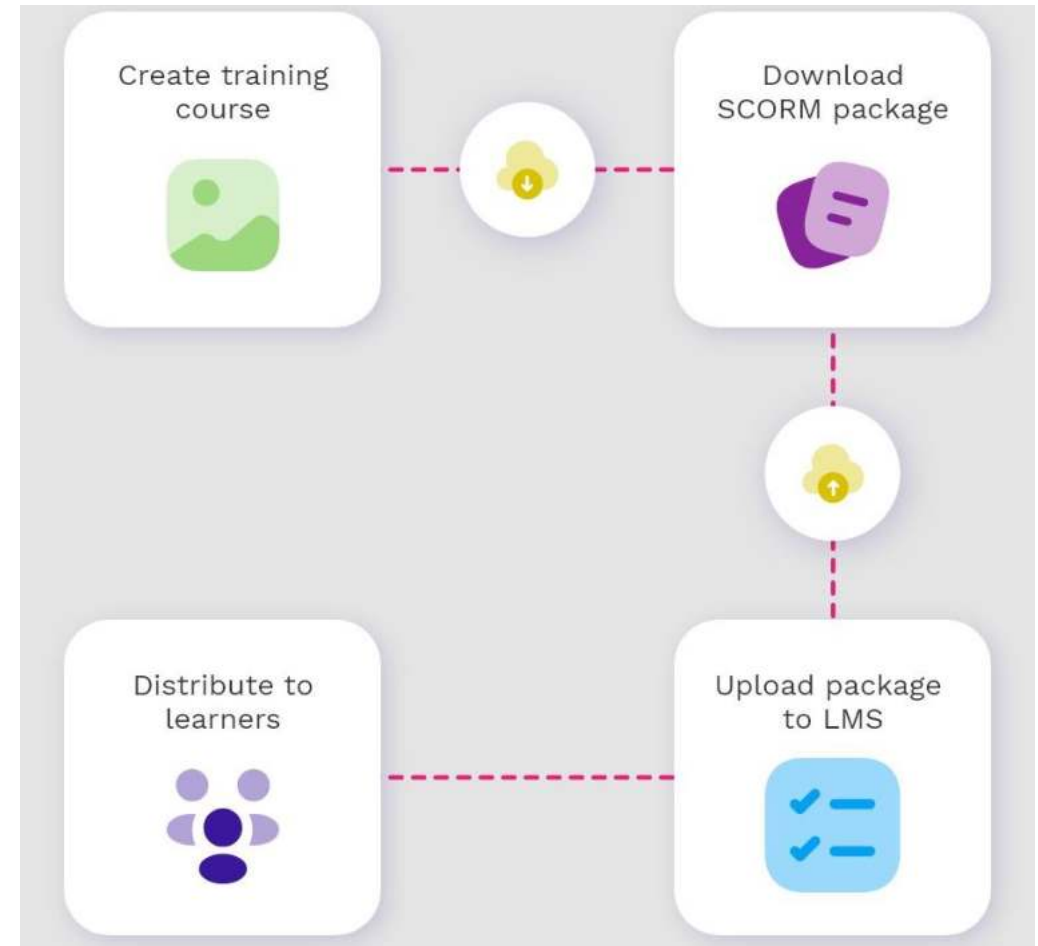 Create training
course
Download
SCORM package
Upload package
to LMS
Distribute to
learners